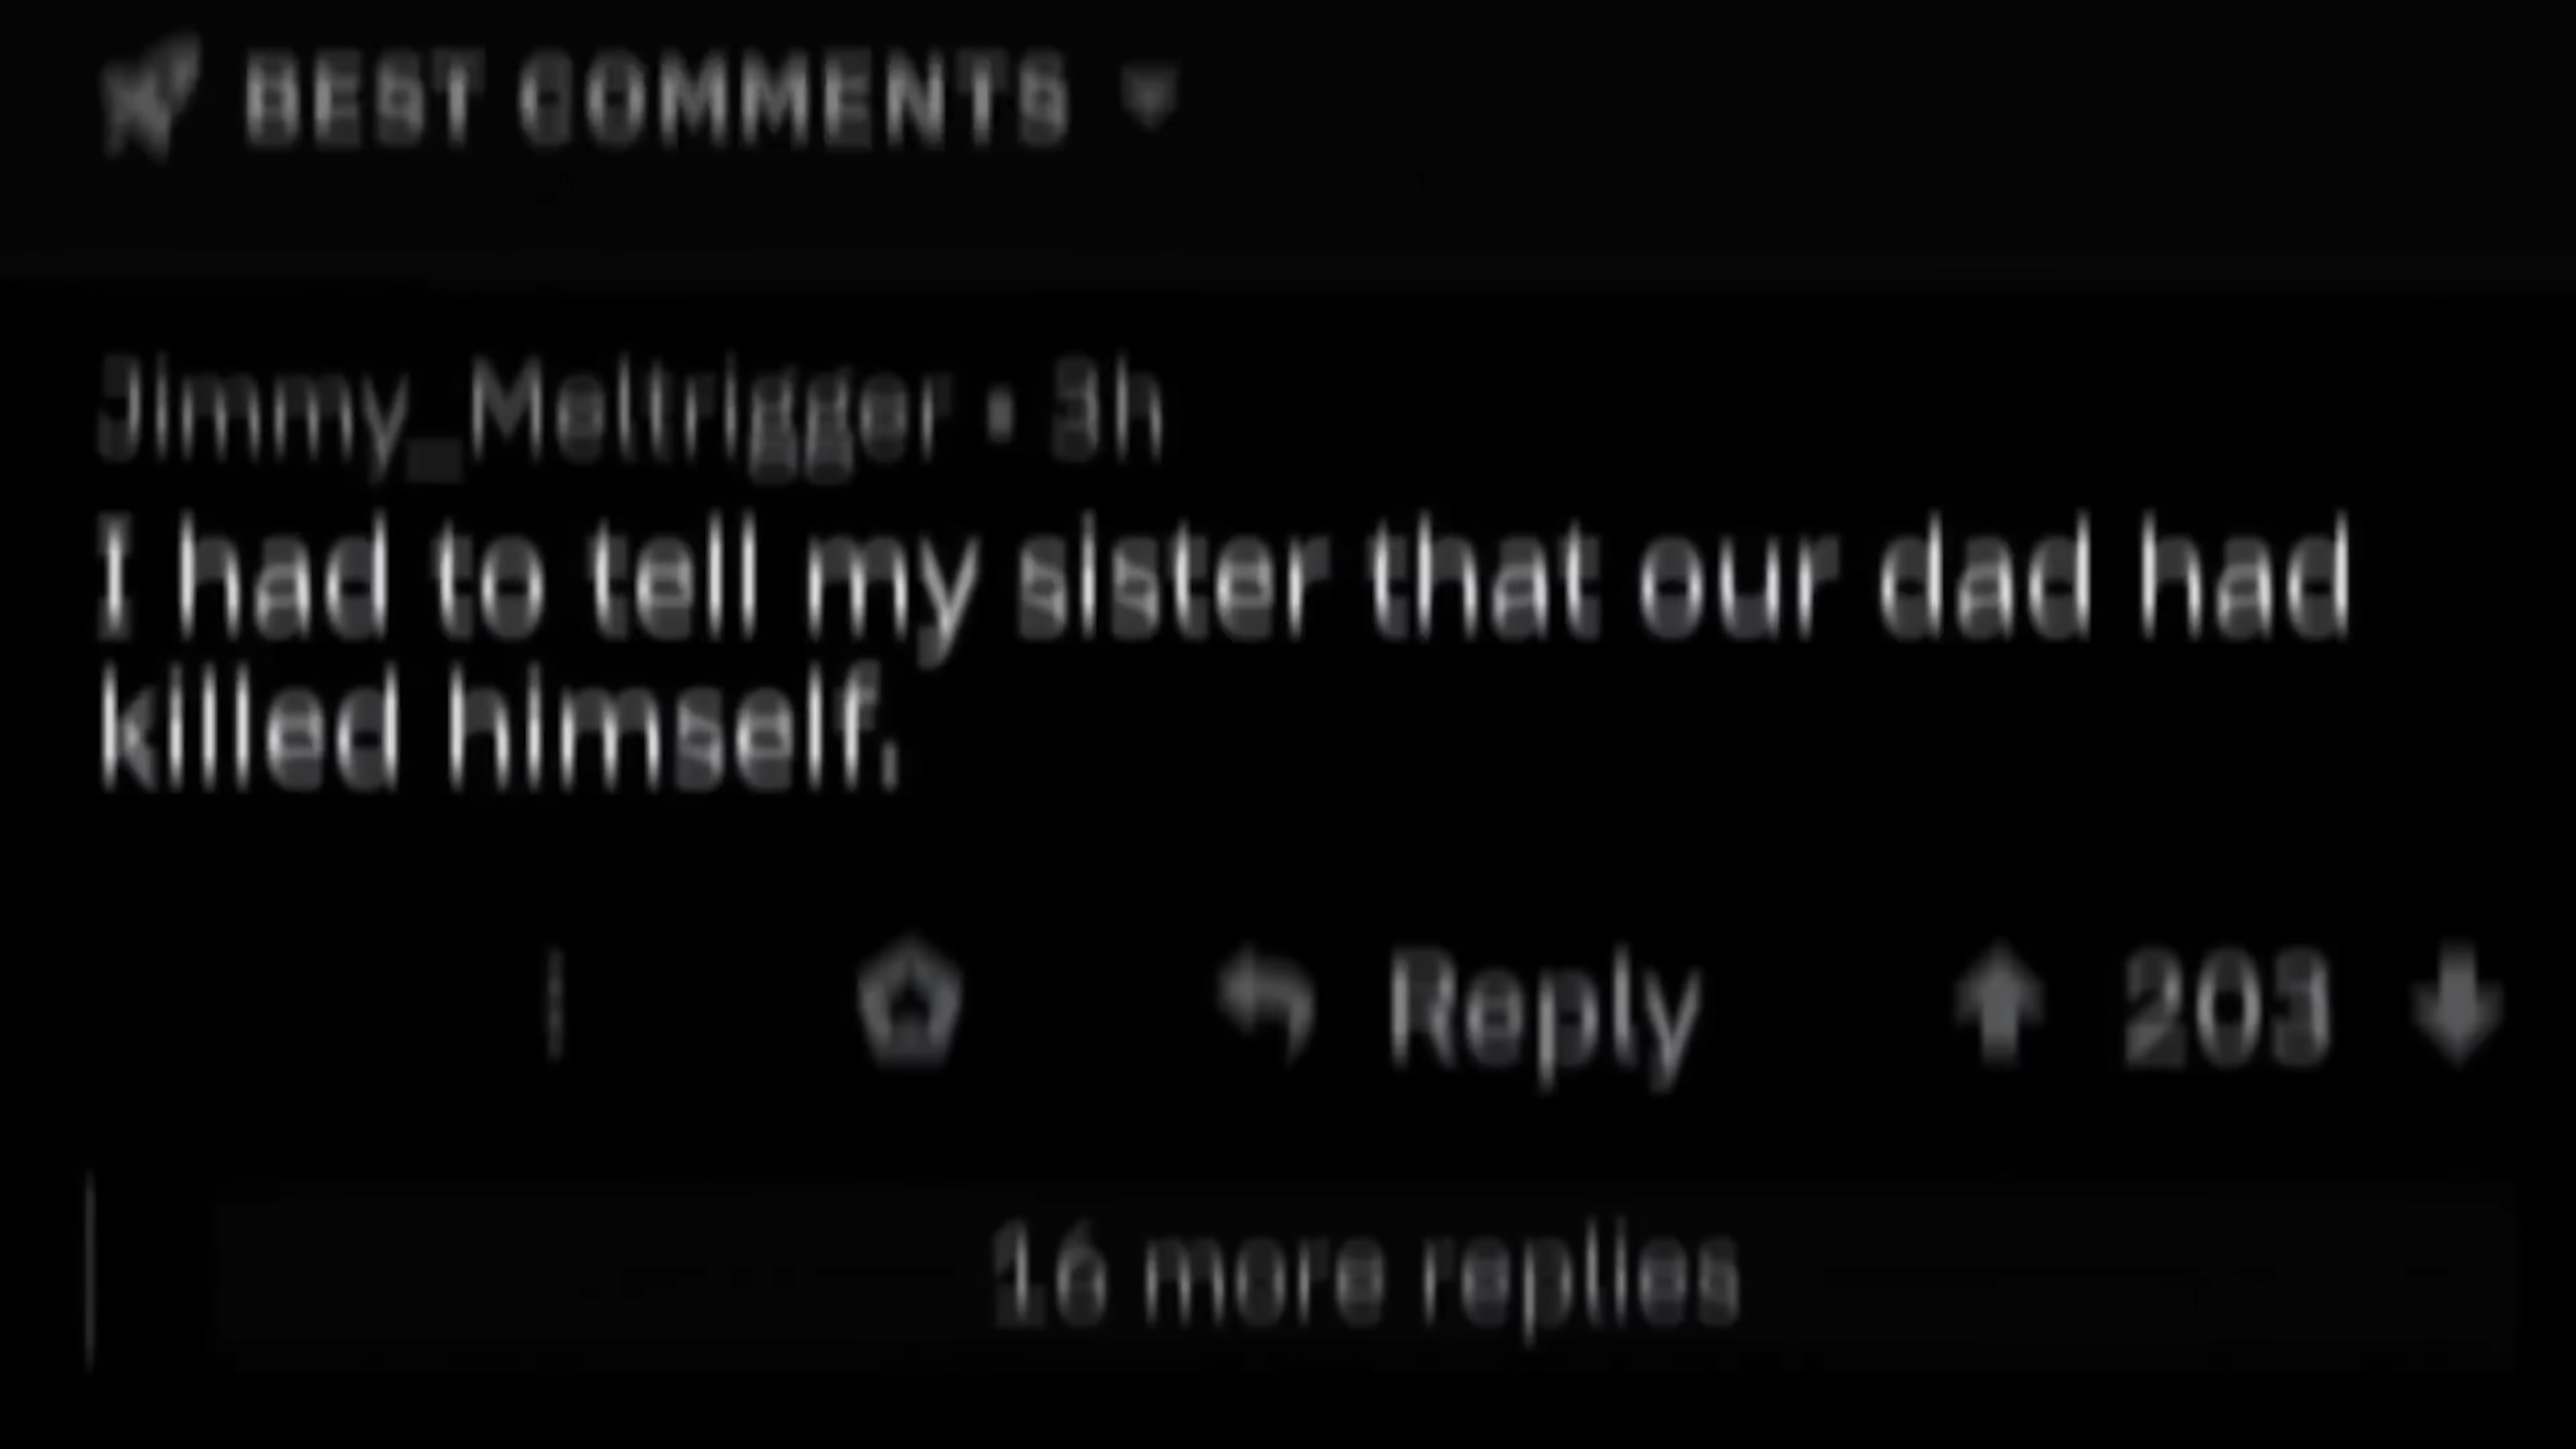 BEST COMMENTS
Jimmy_Meltrigger • 3h
I had to tell my sister that our dad had
killed himself.
Reply 203
16 more replies